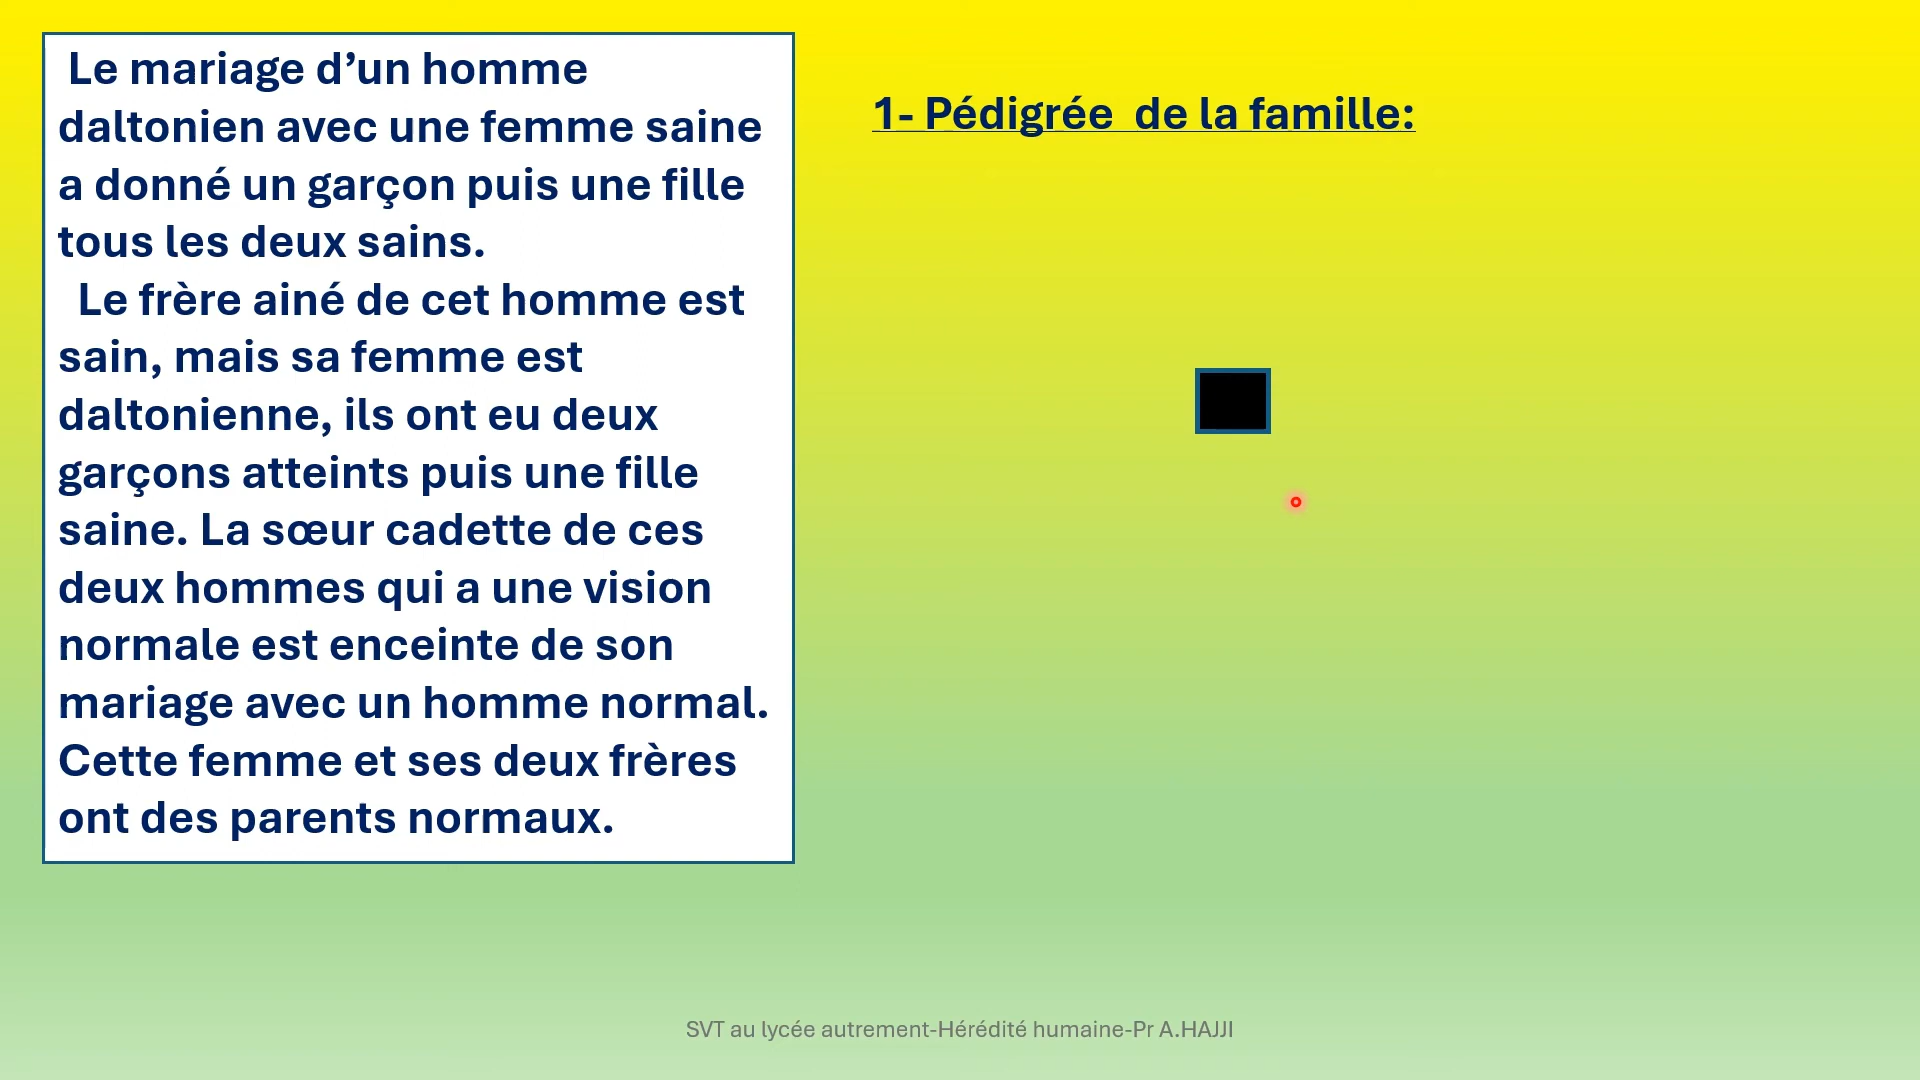 Le mariage d’un homme
daltonien avec une femme saine
a donné un garçon puis une fille
tous les deux sains.
Le frère ainé de cet homme est
sain, mais sa femme est
daltonienne, ils ont eu deux
garçons atteints puis une fille
saine. La sœur cadette de ces
deux hommes qui a une vision
normale est enceinte de son
mariage avec un homme normal.
Cette femme et ses deux frères
ont des parents normaux.
1- Pédigrée de la famille:
SVT au lycée autrement-Hérédité humaine-Pr A.HAJJI